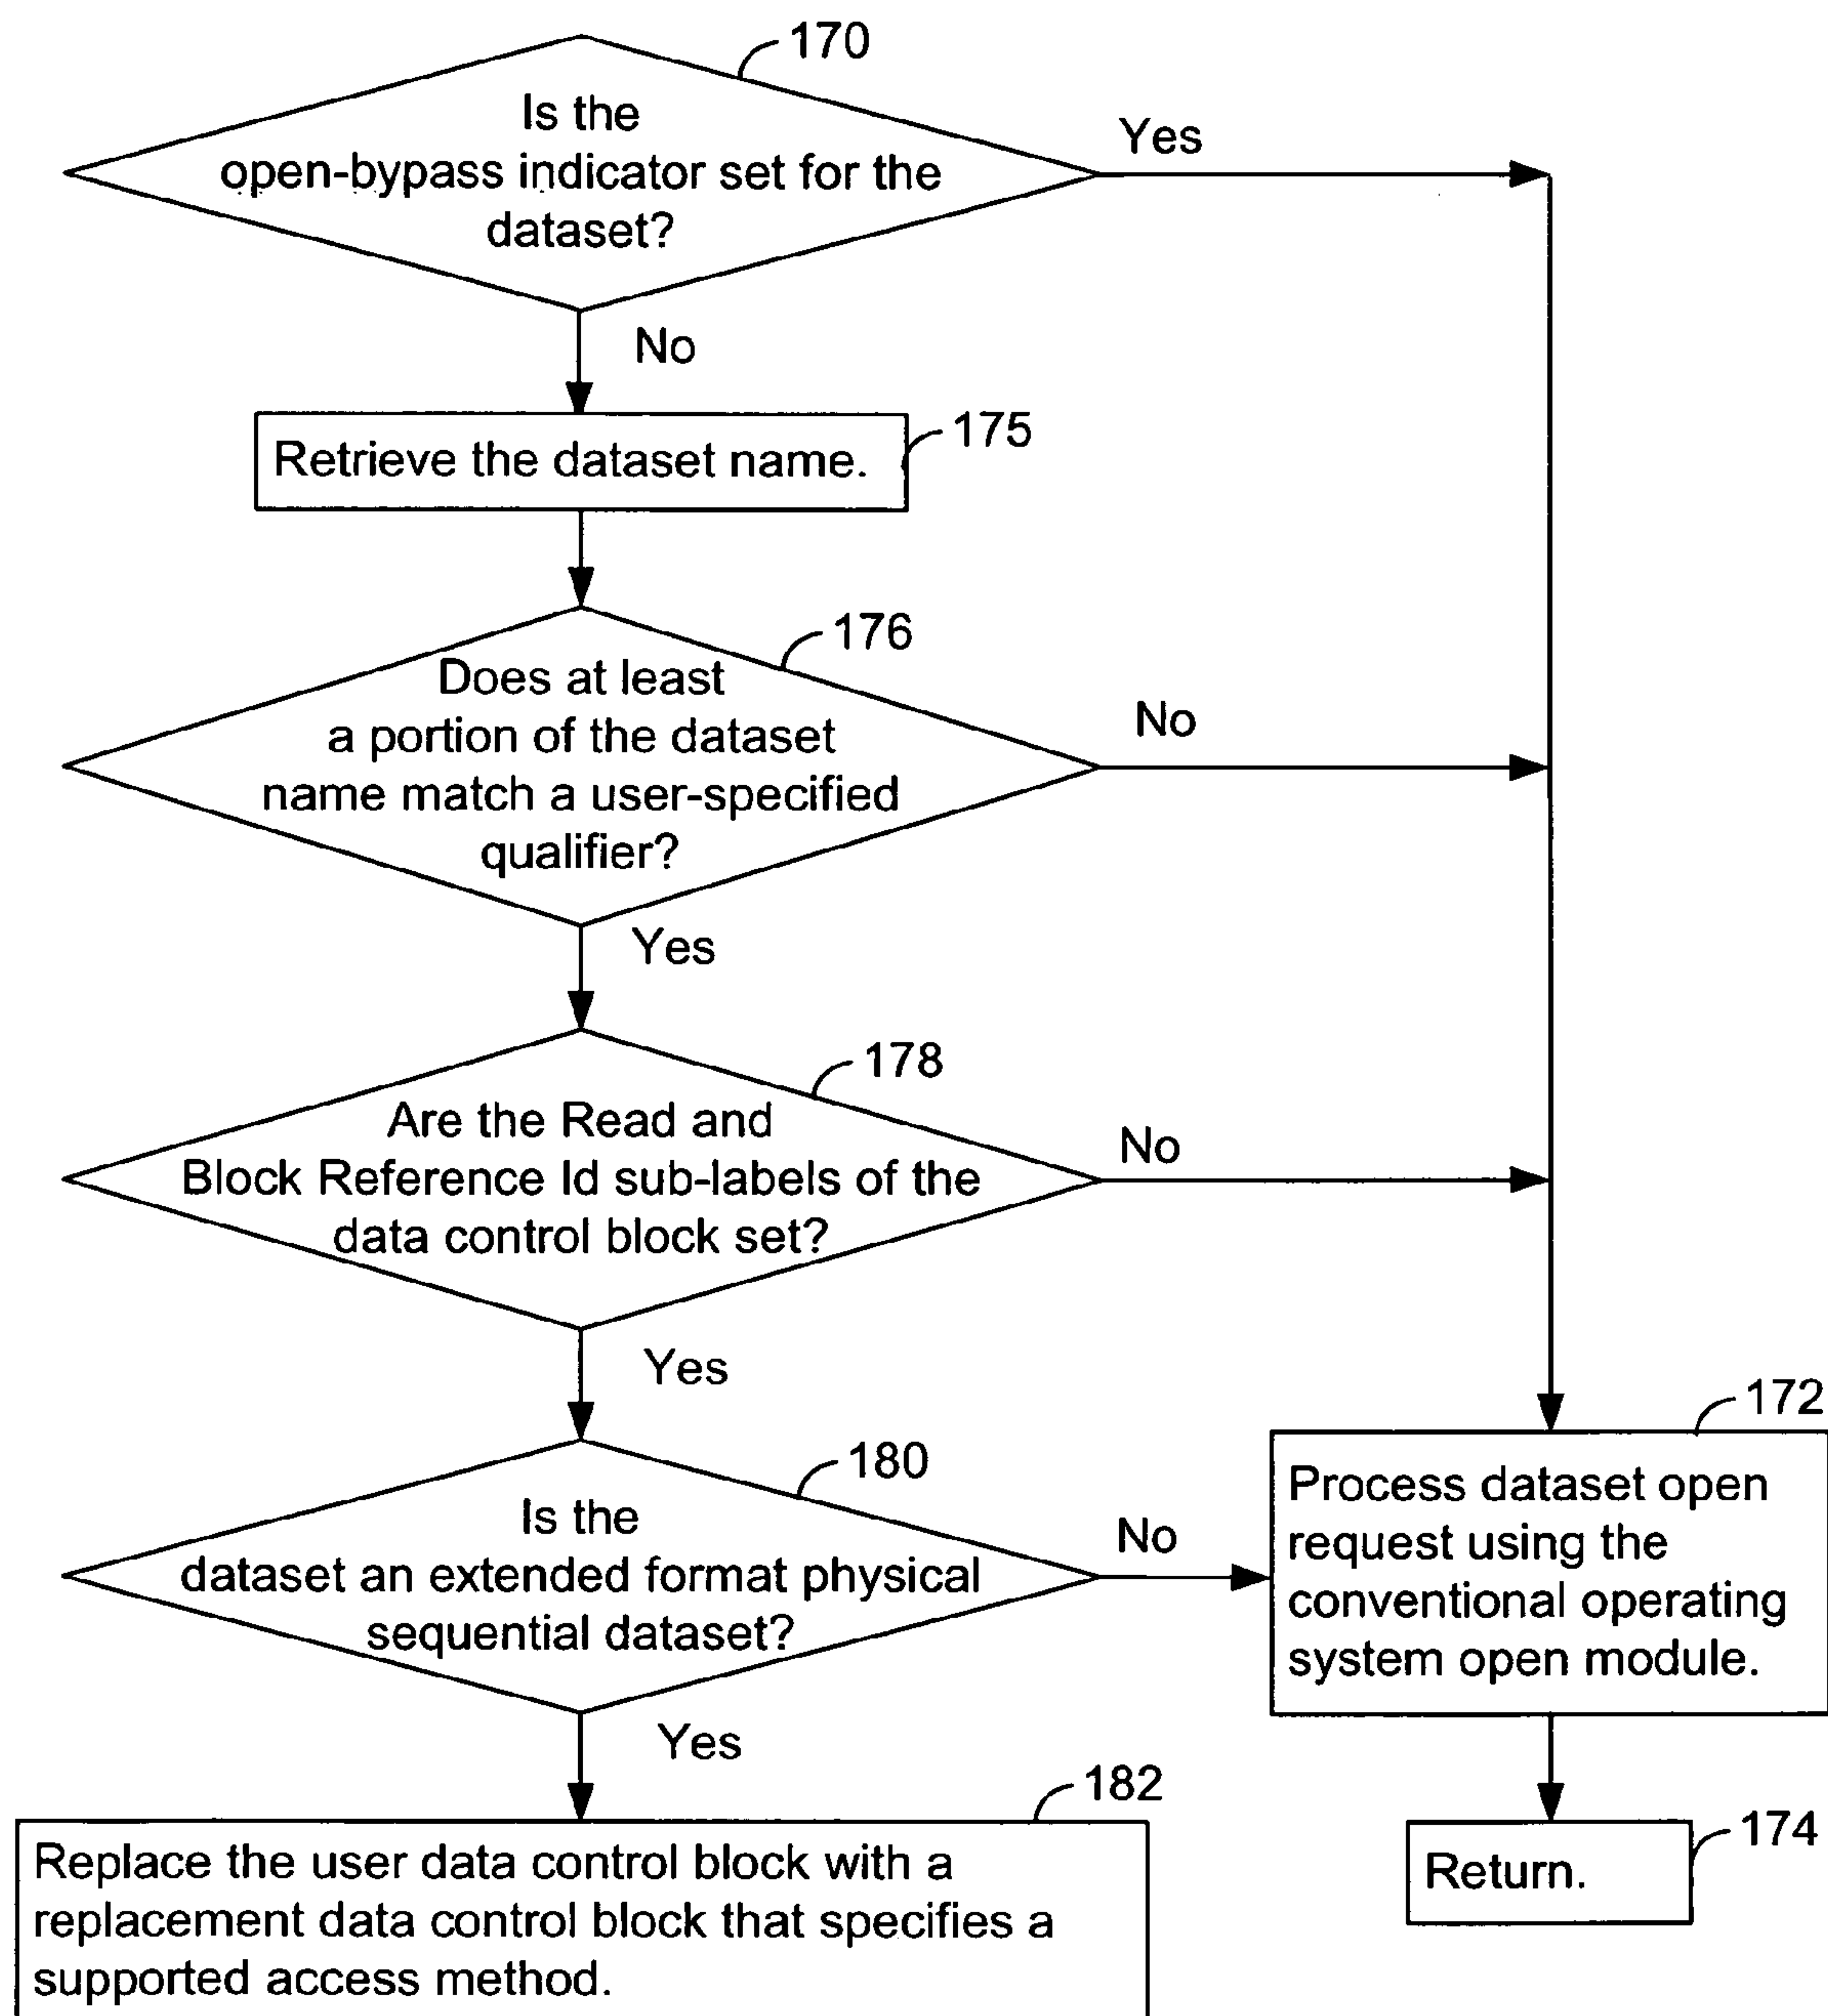 170
Is the
open-bypass indicator set for the
dataset?
Yes
No
Retrieve the dataset name.
175
176
Does at least
a portion of the dataset
name match a user-specified
qualifier?
No
Yes
178
Are the Read and
Block Reference Id sub-labels of the
data control block set?
No
Yes
180
Is the
dataset an extended format physical
sequential dataset?
No
Yes
172
Process dataset open
request using the
conventional operating
system open module.
182
Replace the user data control block with a
replacement data control block that specifies a
supported access method.
174
Return.